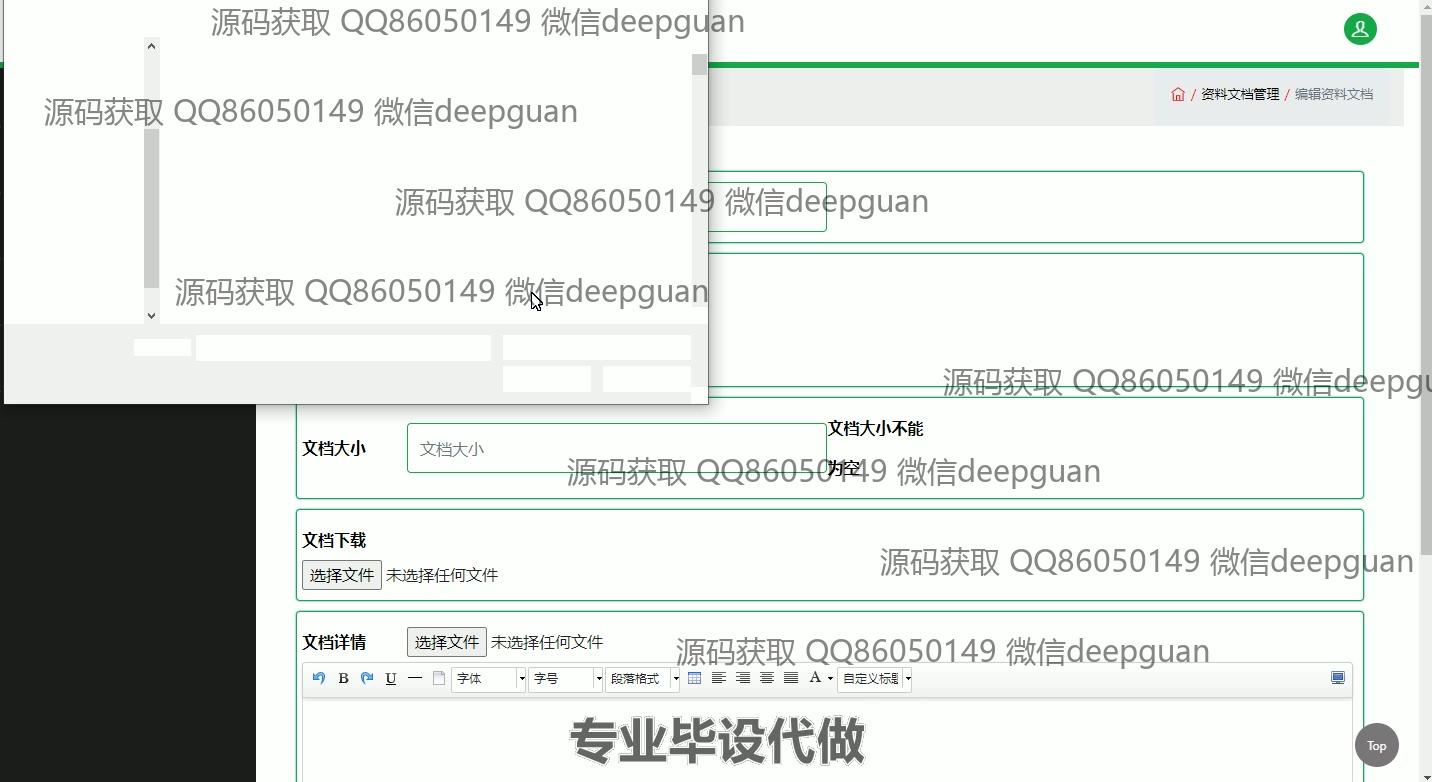 源码获取 QQ86050149 微信deepguan
/ 资料文档管理 / 编辑资料文档
源码获取 QQ86050149 微信deepguan
源码获取 QQ86050149 微信deepguan
源码获取 QQ86050149 微信deepguan
源码获取 QQ86050149 微信deepgu
文档大小 文档大小 文档大小不能
为空
源码获取 QQ86050149 微信deepguan
文档下载
源码获取 QQ86050149 微信deepguan
选择文件 未选择任何文件
文档详情 选择文件 未选择任何文件
源码获取 QQ86050149 微信deepguan
B U 字体 字号 段落格式 A 自定义标题
专业毕设代做
Top